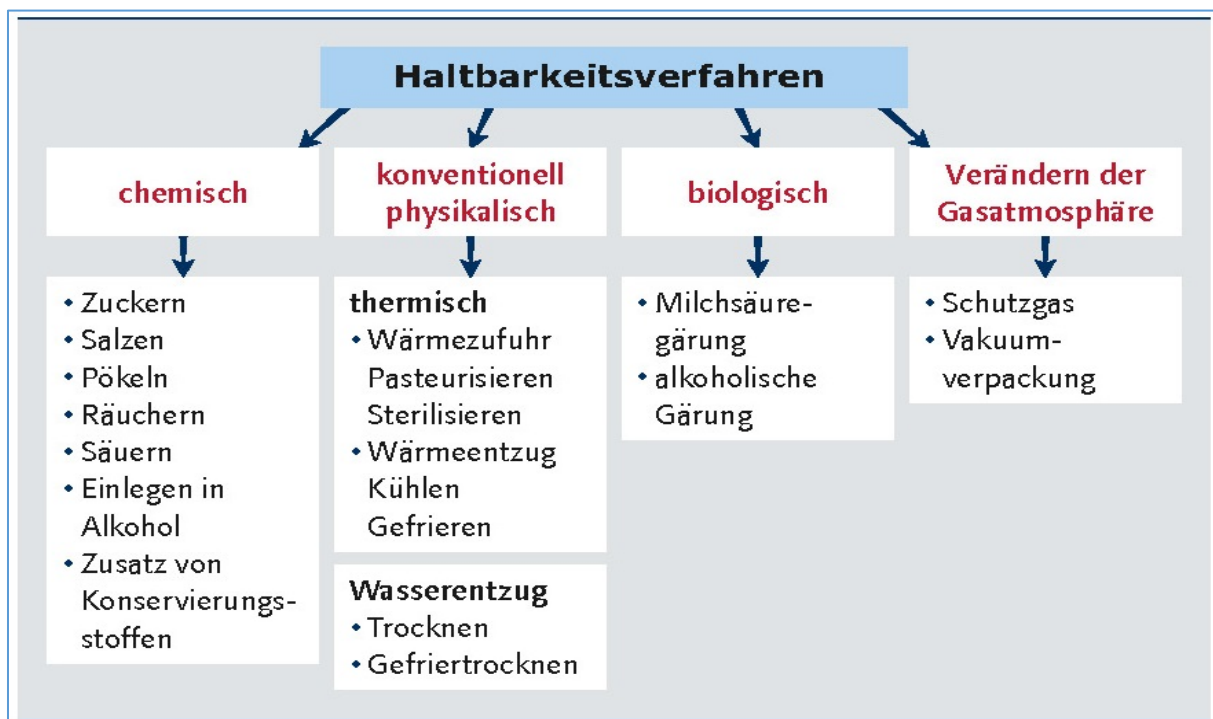 Haltbarkeitsverfahren
chemisch
• Zuckern
• Salzen
• Pökeln
• Räuchern
• Säuern
• Einlegen in
Alkohol
• Zusatz von
Konservierungs-
stoffen
konventionell
physikalisch
thermisch
• Wärmezufuhr
Pasteurisieren
Sterilisieren
• Wärmeentzug
Kühlen
Gefrieren
Wasserentzug
• Trocknen
• Gefriertrocknen
biologisch
• Milchsäure-
gärung
• alkoholische
Gärung
Verändern der
Gasatmosphäre
• Schutzgas
• Vakuum-
verpackung